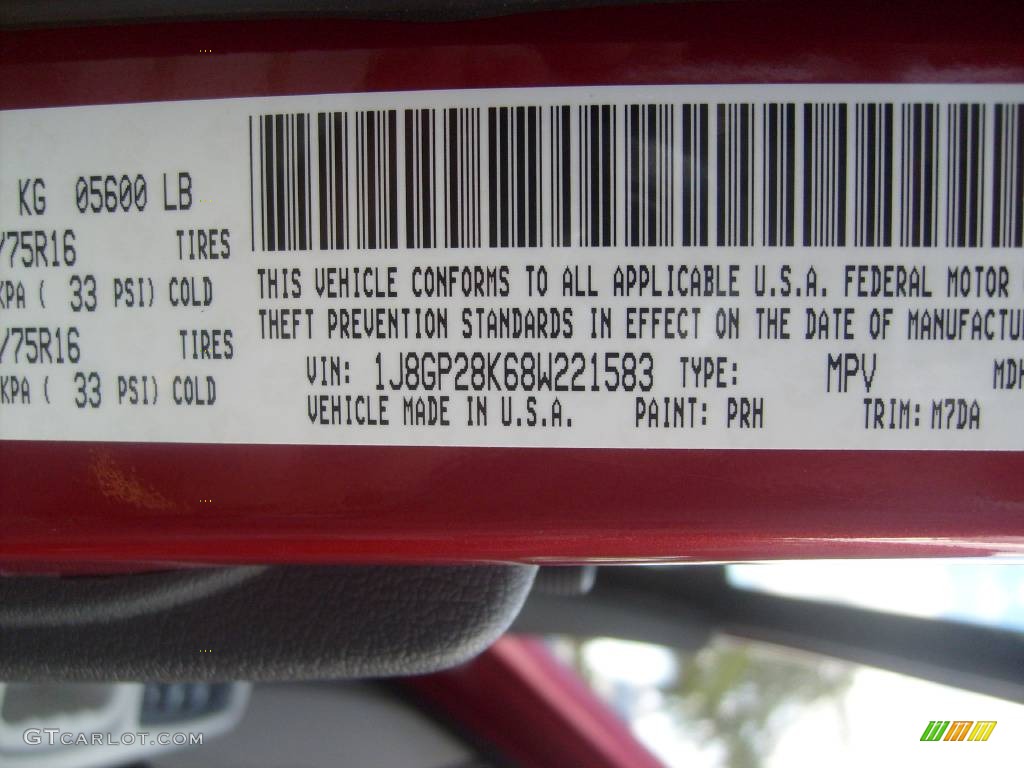 KG 05600 LB
/75R16 TIRES
KPA ( 33 PSI) COLD
/75R16 TIRES
KPA ( 33 PSI) COLD
THIS VEHICLE CONFORMS TO ALL APPLICABLE U.S.A. FEDERAL MOTOR
THEFT PREVENTION STANDARDS IN EFFECT ON THE DATE OF MANUFACTU
VIN: 1J8GP28K68W221583 TYPE: MPV MDH
VEHICLE MADE IN U.S.A. PAINT: PRH TRIM: M7DA
GTCARLOT.COM